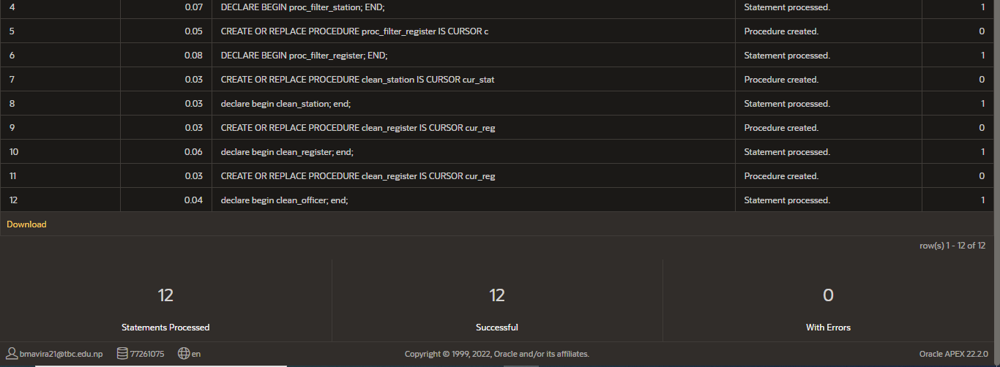 4 0.07 DECLARE BEGIN proc_filter_station; END; Statement processed. 1
5 0.05 CREATE OR REPLACE PROCEDURE proc_filter_register IS CURSOR c Procedure created. 0
6 0.08 DECLARE BEGIN proc_filter_register; END; Statement processed. 1
7 0.03 CREATE OR REPLACE PROCEDURE clean_station IS CURSOR cur_stat Procedure created. 0
8 0.03 declare begin clean_station; end; Statement processed. 1
9 0.03 CREATE OR REPLACE PROCEDURE clean_register IS CURSOR cur_reg Procedure created. 0
10 0.06 declare begin clean_register; end; Statement processed. 1
11 0.03 CREATE OR REPLACE PROCEDURE clean_register IS CURSOR cur_reg Procedure created. 0
12 0.04 declare begin clean_officer; end; Statement processed. 1
Download
row(s) 1 - 12 of 12
12 12 0
Statements Processed Successful With Errors
bmavira21@tbc.edu.np 77261075 en Copyright © 1999, 2022, Oracle and/or its affiliates. Oracle APEX 22.2.0